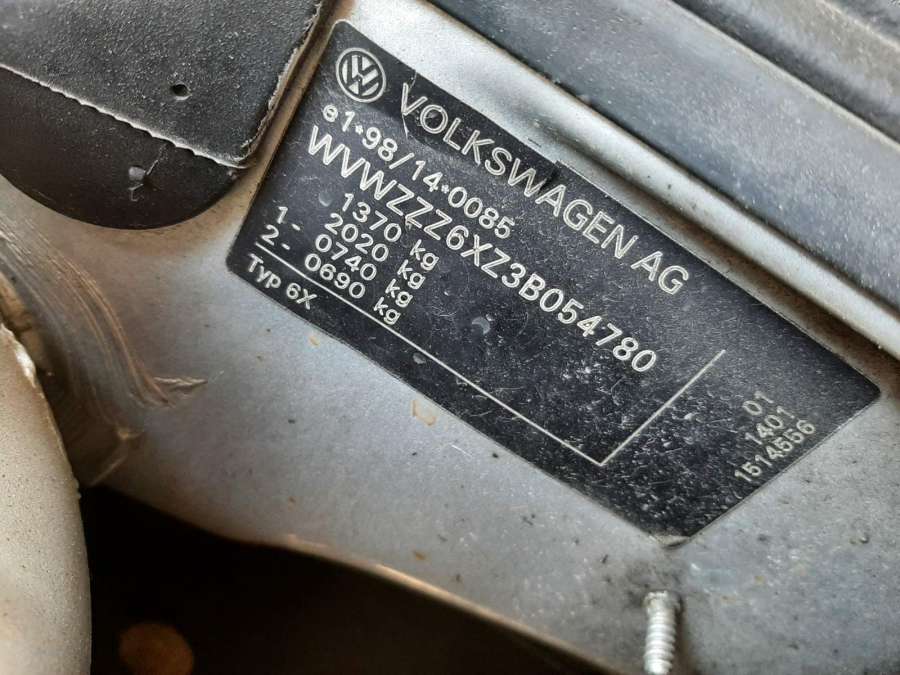 VOLKSWAGEN AG
e1*98/14*0085
WVWZZZ6XZ3B054780
1370 kg
2020 kg
1- 0740 kg
2- 0690 kg
Typ 6X
01
1401
1514556